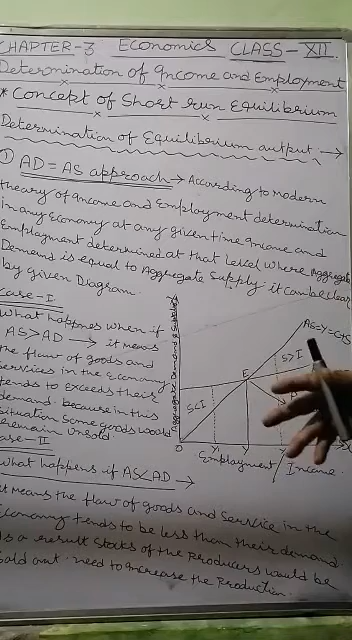 CHAPTER-3 Economics CLASS-XII
Determination of Income and Employment
* Concept of Short run Equilibrium
Determination of Equilibrium output →
① AD = AS approach → According to Modern
theory of Income and Employment determination
in any Economy at any given time Income and
Employment determined at that Level where Aggregate
Demand is equal to Aggregate Supply. it can be clear
by given Diagram.
Case-I
What happnes when if
AS>AD → it means
the flow of goods and
services in the Economy
tends to exceeds their
demand. because in this
situation some goods would
remain unsold.
Case-II
What happens if AS<AD →
it Means the flow of goods and Service in the
Economy tends to be less than their demand
As a result stocks of the producers would be
Sold out. need to increase the production.
Aggregate Demand & Supply
AS=Y=C+S
S>I
E
S<I
O
Y
Employment / Income